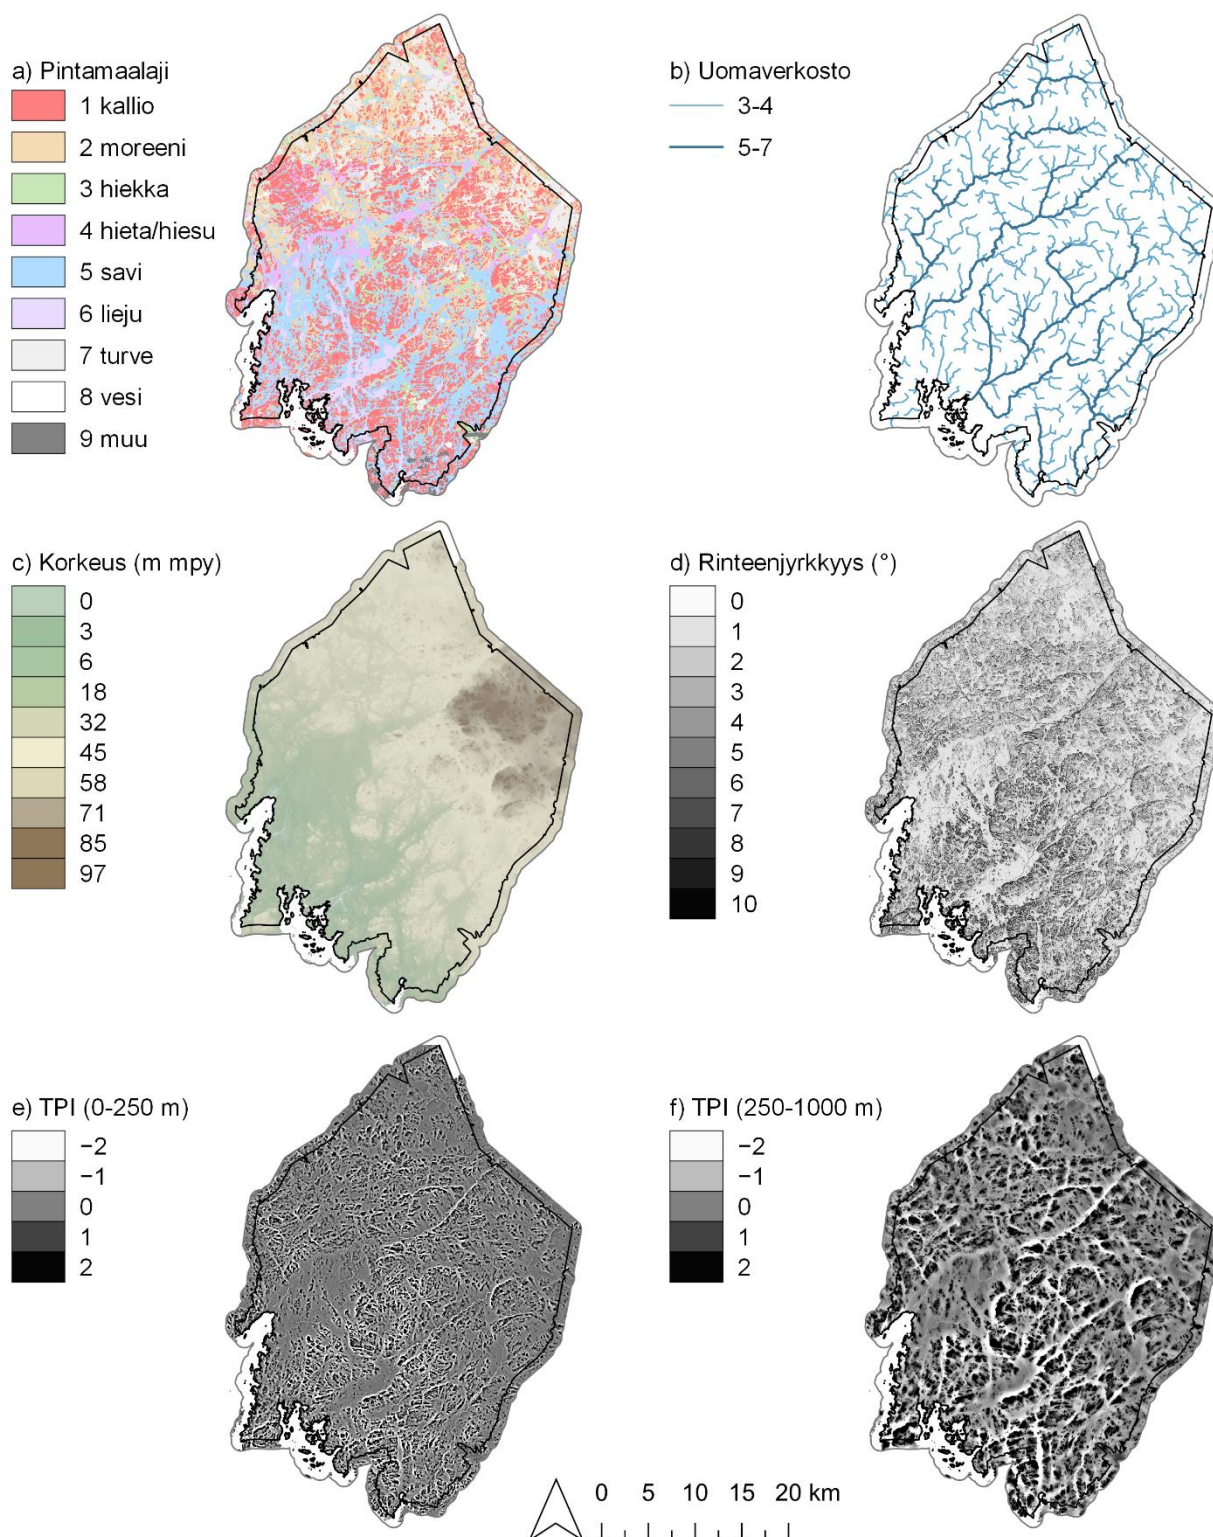 a) Pintamaalaji
1 kallio
2 moreeni
3 hiekka
4 hieta/hiesu
5 savi
6 lieju
7 turve
8 vesi
9 muu
b) Uomaverkosto
3-4
5-7
c) Korkeus (m mpy)
0
3
6
18
32
45
58
71
85
97
d) Rinteenjyrkkyys (°)
0
1
2
3
4
5
6
7
8
9
10
e) TPI (0-250 m)
−2
−1
0
1
2
f) TPI (250-1000 m)
−2
−1
0
1
2
0 5 10 15 20 km